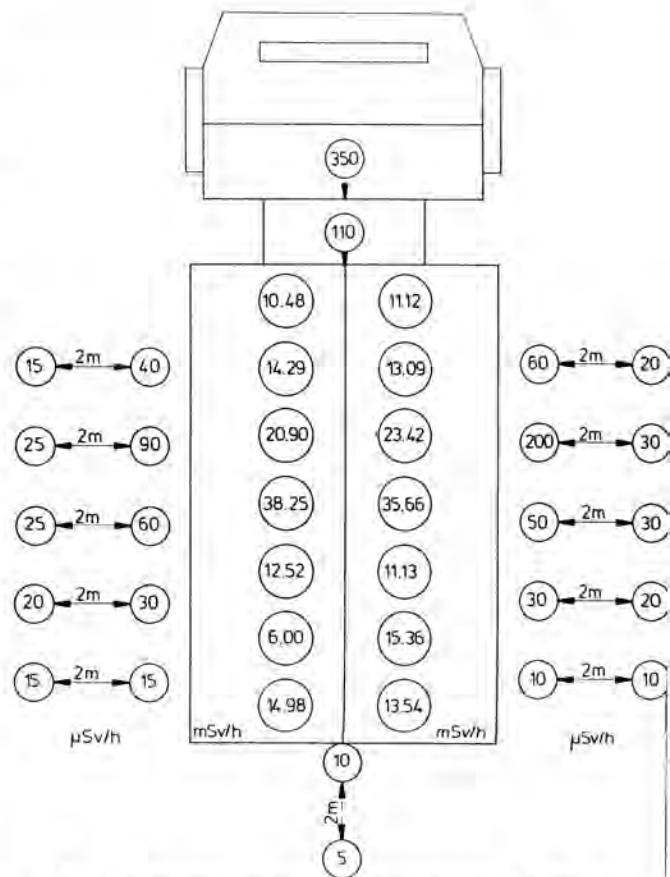 350
110
10.48 11.12
15 2m 40 14.29 13.09 60 2m 20
25 2m 90 20.90 23.42 200 2m 30
25 2m 60 38.25 35.66 50 2m 30
20 2m 30 12.52 11.13 30 2m 20
15 2m 15 6.00 15.36 10 2m 10
14.98 13.54
µSv/h mSv/h mSv/h µSv/h
10
2m
5